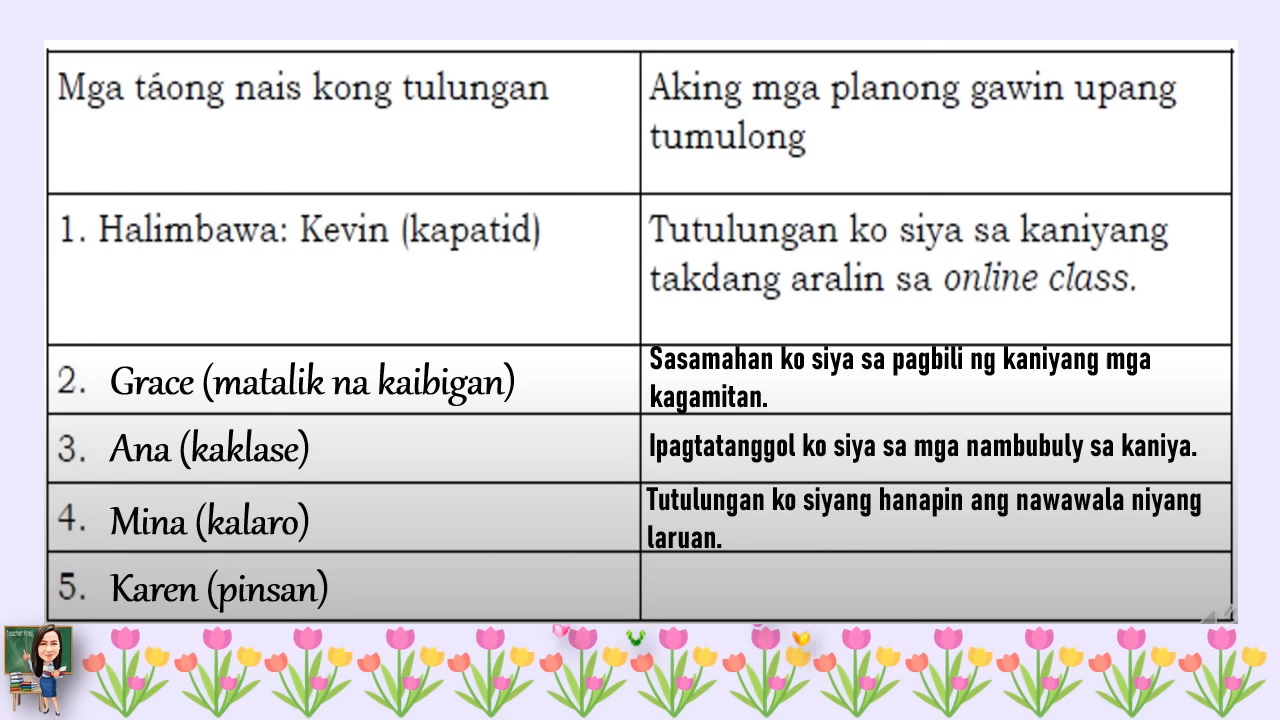 Mga táong nais kong tulungan
Aking mga planong gawin upang
tumulong
1. Halimbawa: Kevin (kapatid)
Tutulungan ko siya sa kaniyang
takdang aralin sa online class.
2. Grace (matalik na kaibigan)
Sasamahan ko siya sa pagbili ng kaniyang mga
kagamitan.
3. Ana (kaklase)
Ipagtatanggol ko siya sa mga nambubuly sa kaniya.
4. Mina (kalaro)
Tutulungan ko siyang hanapin ang nawawala niyang
laruan.
5. Karen (pinsan)